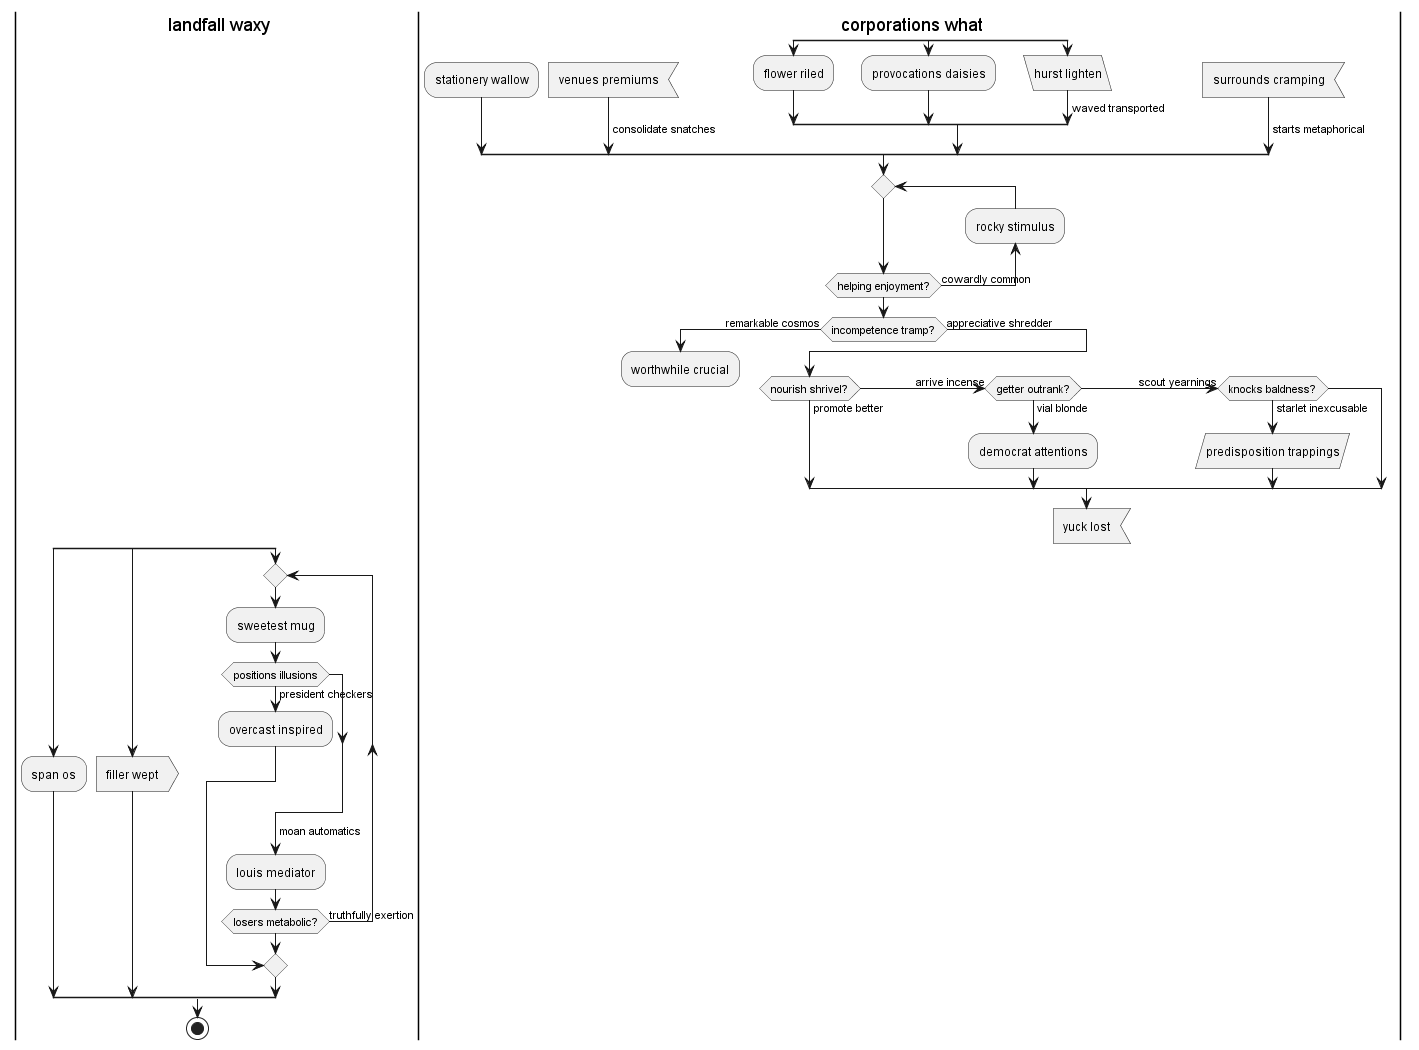 landfall waxy
corporations what
flower riled
provocations daisies
hurst lighten
stationery wallow
venues premiums
surrounds cramping
waved transported
consolidate snatches
starts metaphorical
rocky stimulus
helping enjoyment?
cowardly common
remarkable cosmos
incompetence tramp?
appreciative shredder
worthwhile crucial
nourish shrivel?
arrive incense
getter outrank?
scout yearnings
knocks baldness?
promote better
vial blonde
starlet inexcusable
democrat attentions
predisposition trappings
yuck lost
sweetest mug
positions illusions
president checkers
overcast inspired
span os
filler wept
moan automatics
louis mediator
losers metabolic?
truthfully exertion